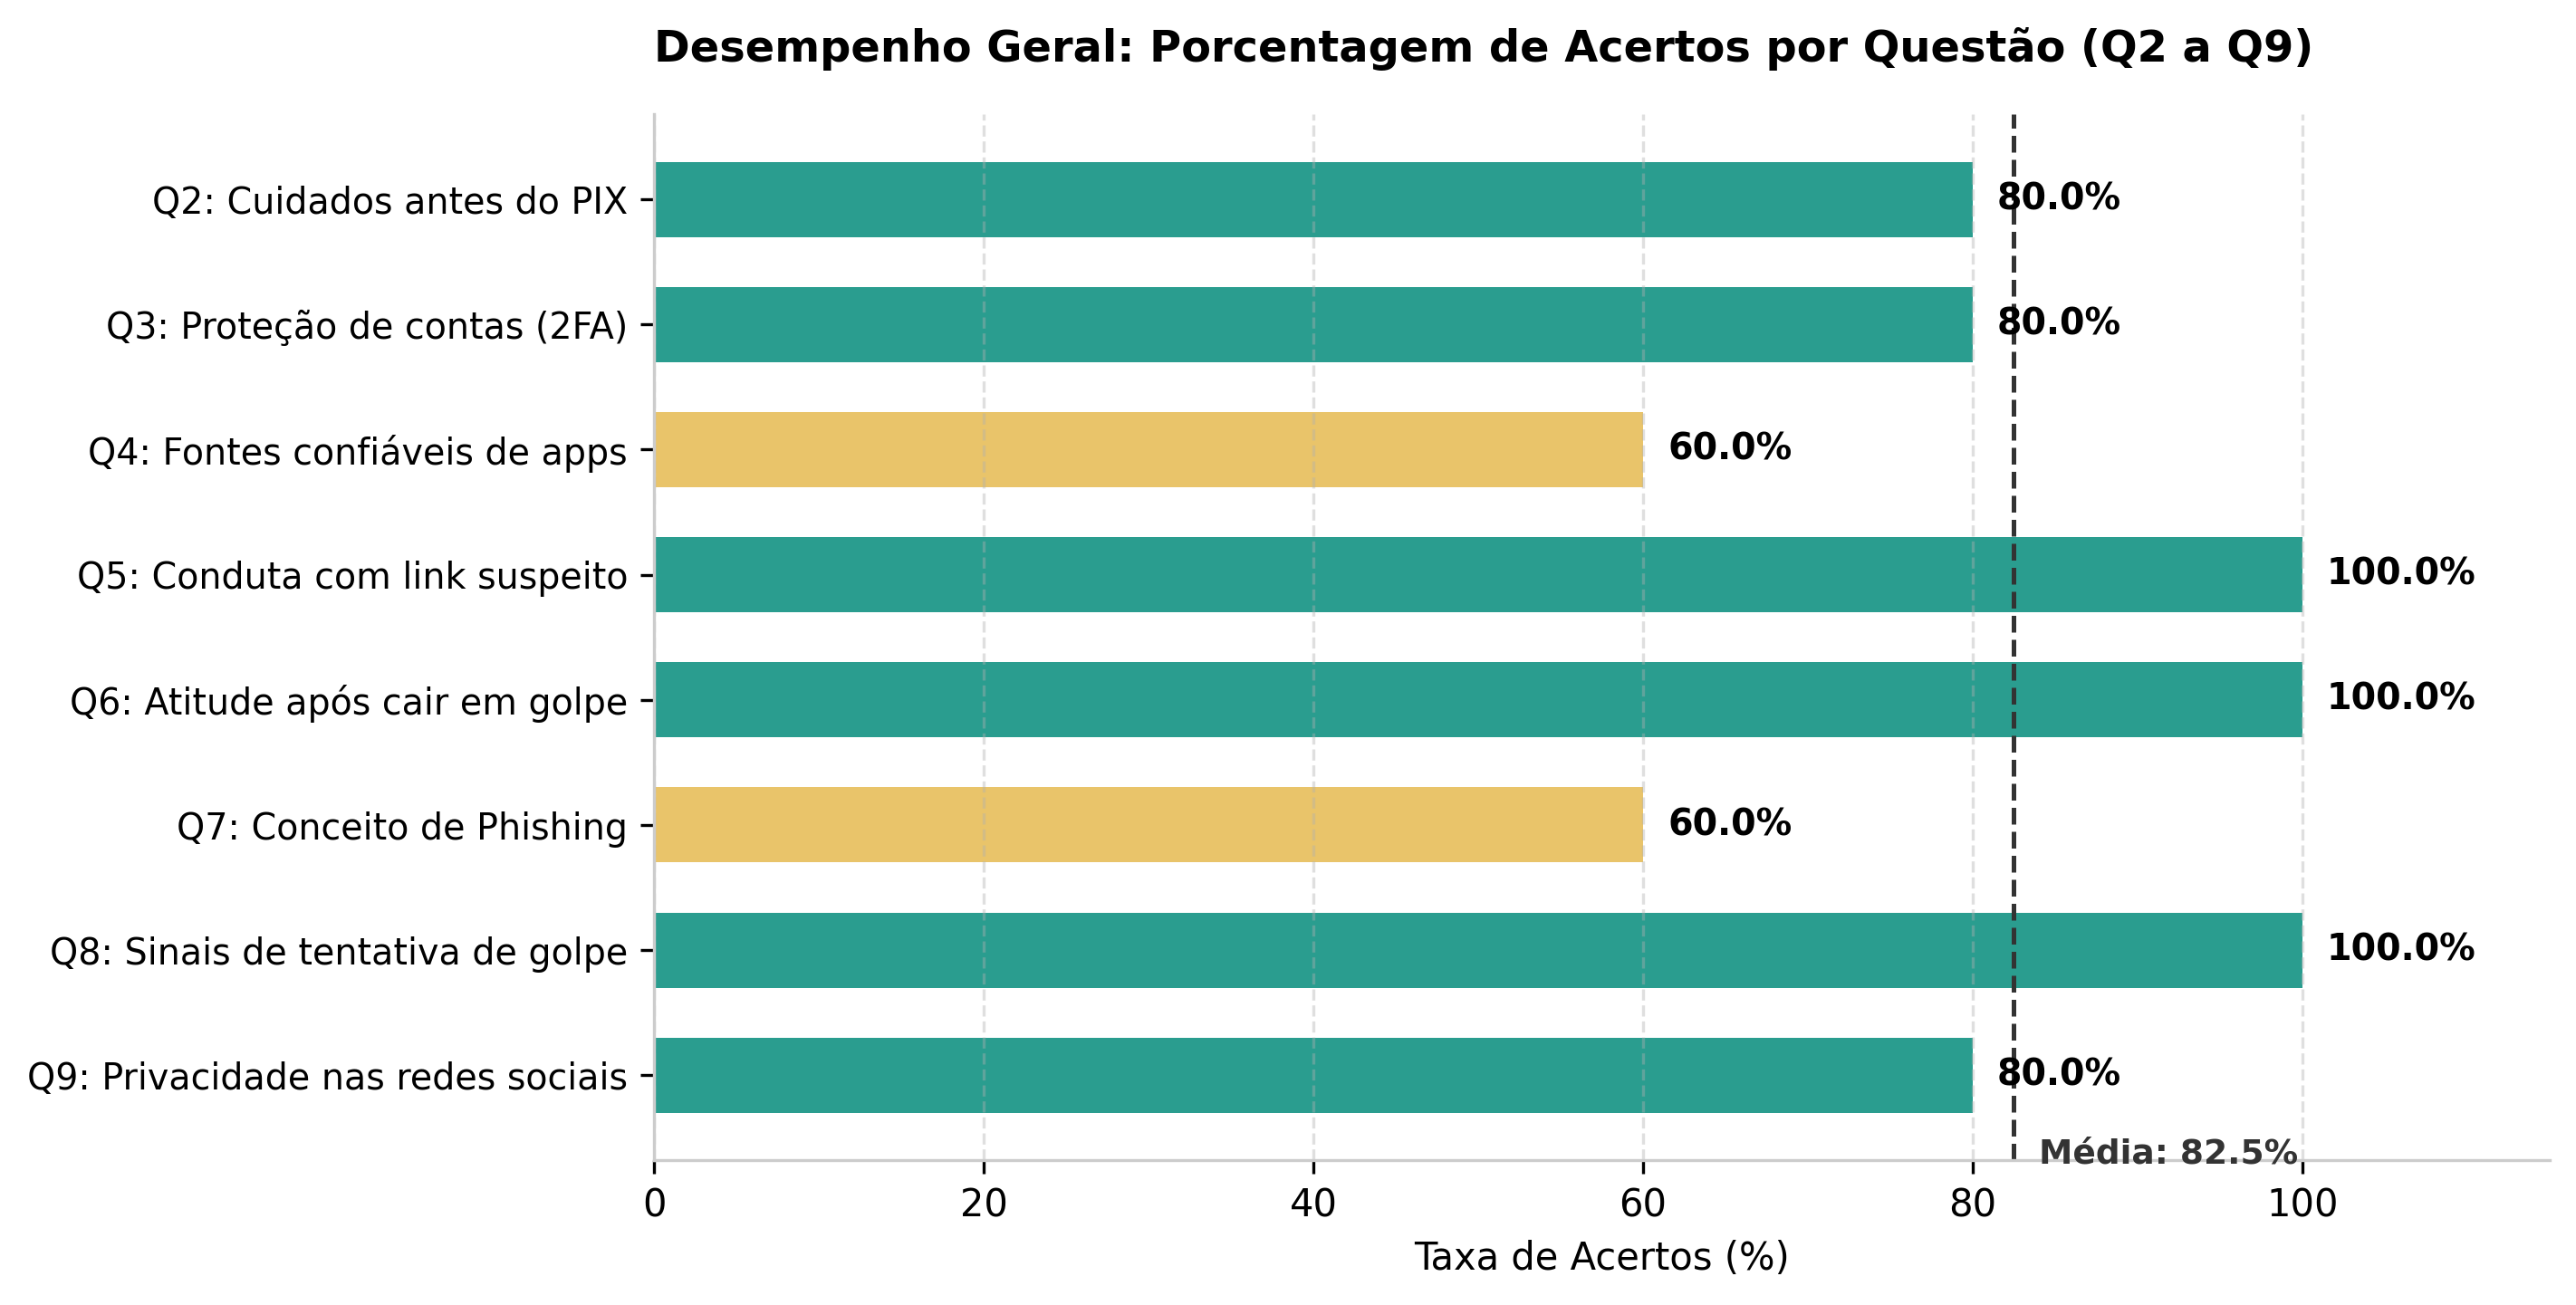 Desempenho Geral: Porcentagem de Acertos por Questão (Q2 a Q9)
Q2: Cuidados antes do PIX 80.0%
Q3: Proteção de contas (2FA) 80.0%
Q4: Fontes confiáveis de apps 60.0%
Q5: Conduta com link suspeito 100.0%
Q6: Atitude após cair em golpe 100.0%
Q7: Conceito de Phishing 60.0%
Q8: Sinais de tentativa de golpe 100.0%
Q9: Privacidade nas redes sociais 80.0%
Média: 82.5%
0 20 40 60 80 100
Taxa de Acertos (%)